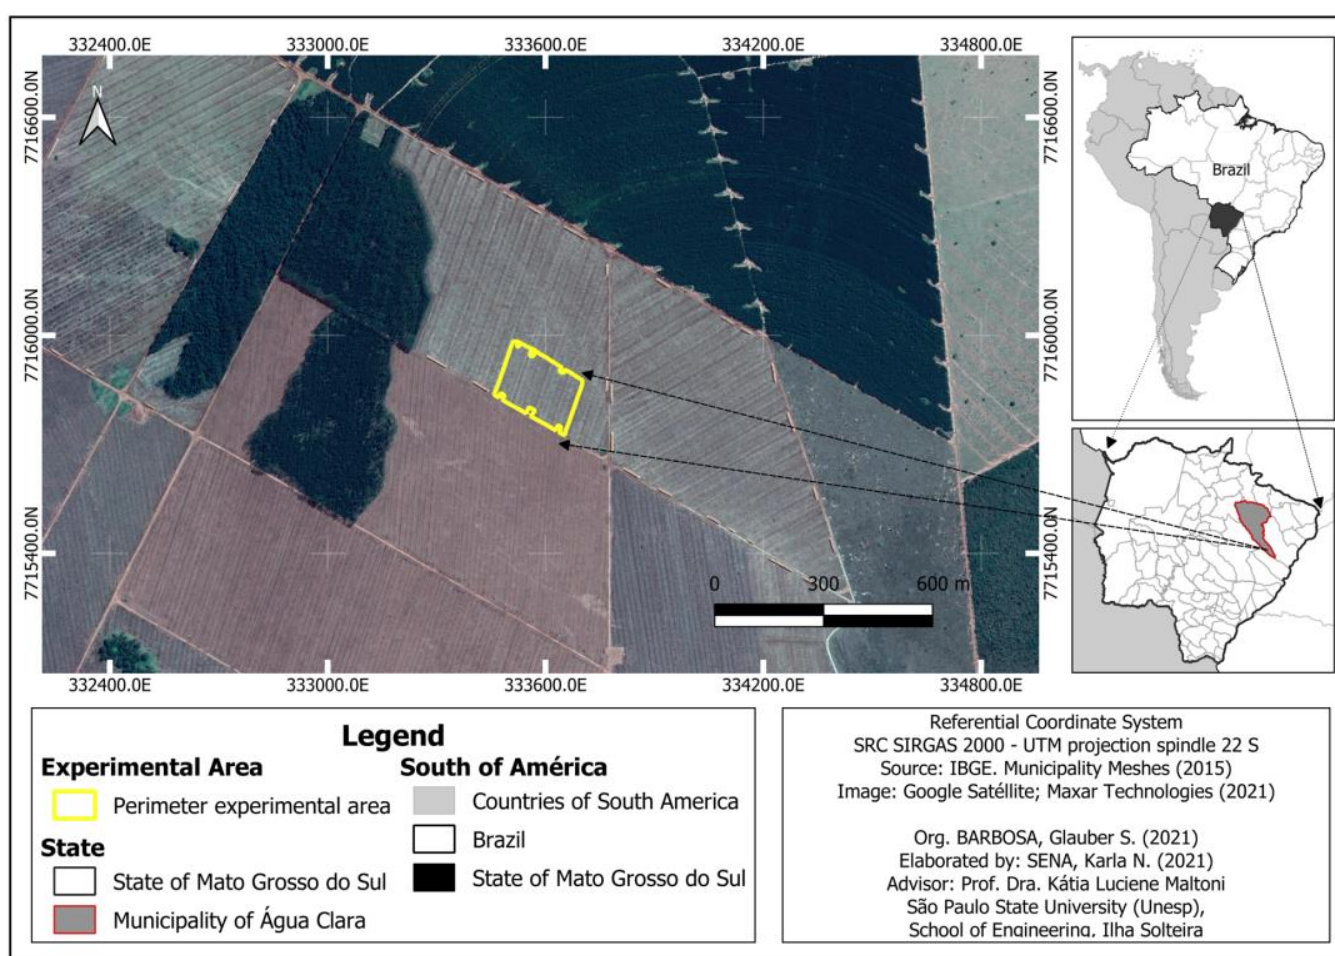 332400.0E 333000.0E 333600.0E 334200.0E 334800.0E
N
7716600.0N 7716600.0N
7716000.0N 7716000.0N
7715400.0N 7715400.0N
0 300 600 m
332400.0E 333000.0E 333600.0E 334200.0E 334800.0E
Brazil
Legend
Experimental Area
Perimeter experimental area
State
State of Mato Grosso do Sul
Municipality of Água Clara
South of América
Countries of South America
Brazil
State of Mato Grosso do Sul
Referential Coordinate System
SRC SIRGAS 2000 - UTM projection spindle 22 S
Source: IBGE. Municipality Meshes (2015)
Image: Google Satéllite; Maxar Technologies (2021)
Org. BARBOSA, Glauber S. (2021)
Elaborated by: SENA, Karla N. (2021)
Advisor: Prof. Dra. Kátia Luciene Maltoni
São Paulo State University (Unesp),
School of Engineering, Ilha Solteira